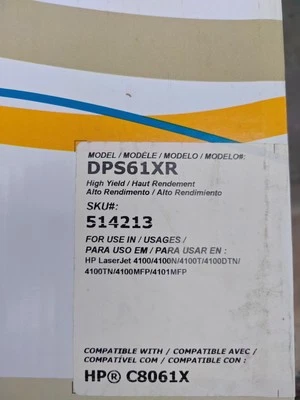 MODEL / MODÈLE / MODELO / MODELO#:
DPS61XR
High Yield / Haut Rendement
Alto Rendimento / Alto Rendimiento
SKU#:
514213
FOR USE IN / USAGES /
PARA USO EM / PARA USAR EN :
HP LaserJet 4100/4100N/4100T/4100DTN/
4100TN/4100MFP/4101MFP
COMPATIBLE WITH / COMPATIBLE AVEC /
COMPATÍVEL COM / COMPATIBLE CON :
HP® C8061X